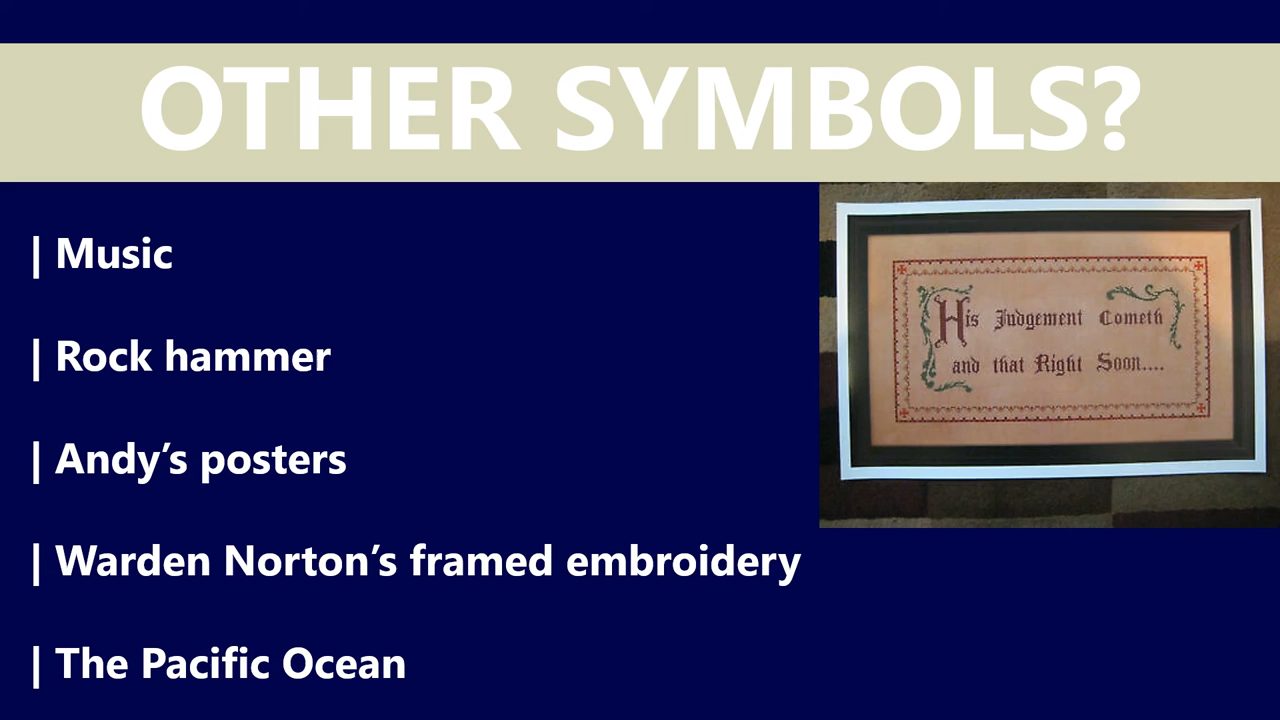 OTHER SYMBOLS?
| Music
| Rock hammer
| Andy’s posters
| Warden Norton’s framed embroidery
| The Pacific Ocean
His Judgement Cometh
and that Right Soon....